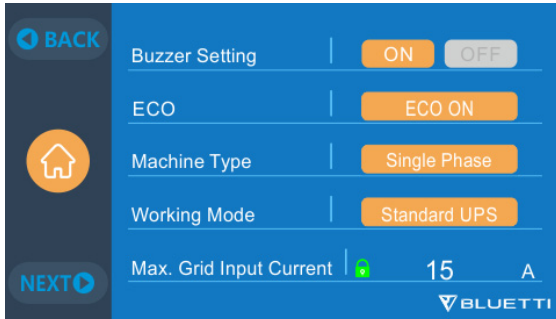 BACK
Buzzer Setting ON OFF
ECO ECO ON
Machine Type Single Phase
Working Mode Standard UPS
Max. Grid Input Current 15 A
NEXT
BLUETTI